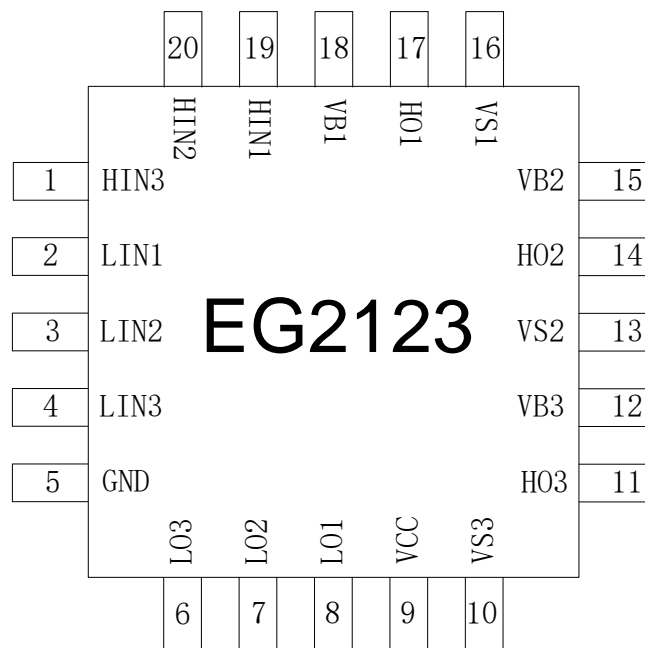 20 19 18 17 16
HIN2 HIN1 VB1 HO1 VS1
1 HIN3 VB2 15
2 LIN1 HO2 14
3 LIN2 EG2123 VS2 13
4 LIN3 VB3 12
5 GND HO3 11
LO3 LO2 LO1 VCC VS3
6 7 8 9 10